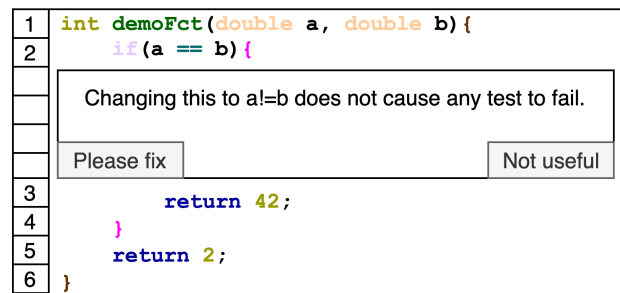 1 int demoFct(double a, double b){
2 if(a == b){
Changing this to a!=b does not cause any test to fail.
Please fix Not useful
3 return 42;
4 }
5 return 2;
6 }